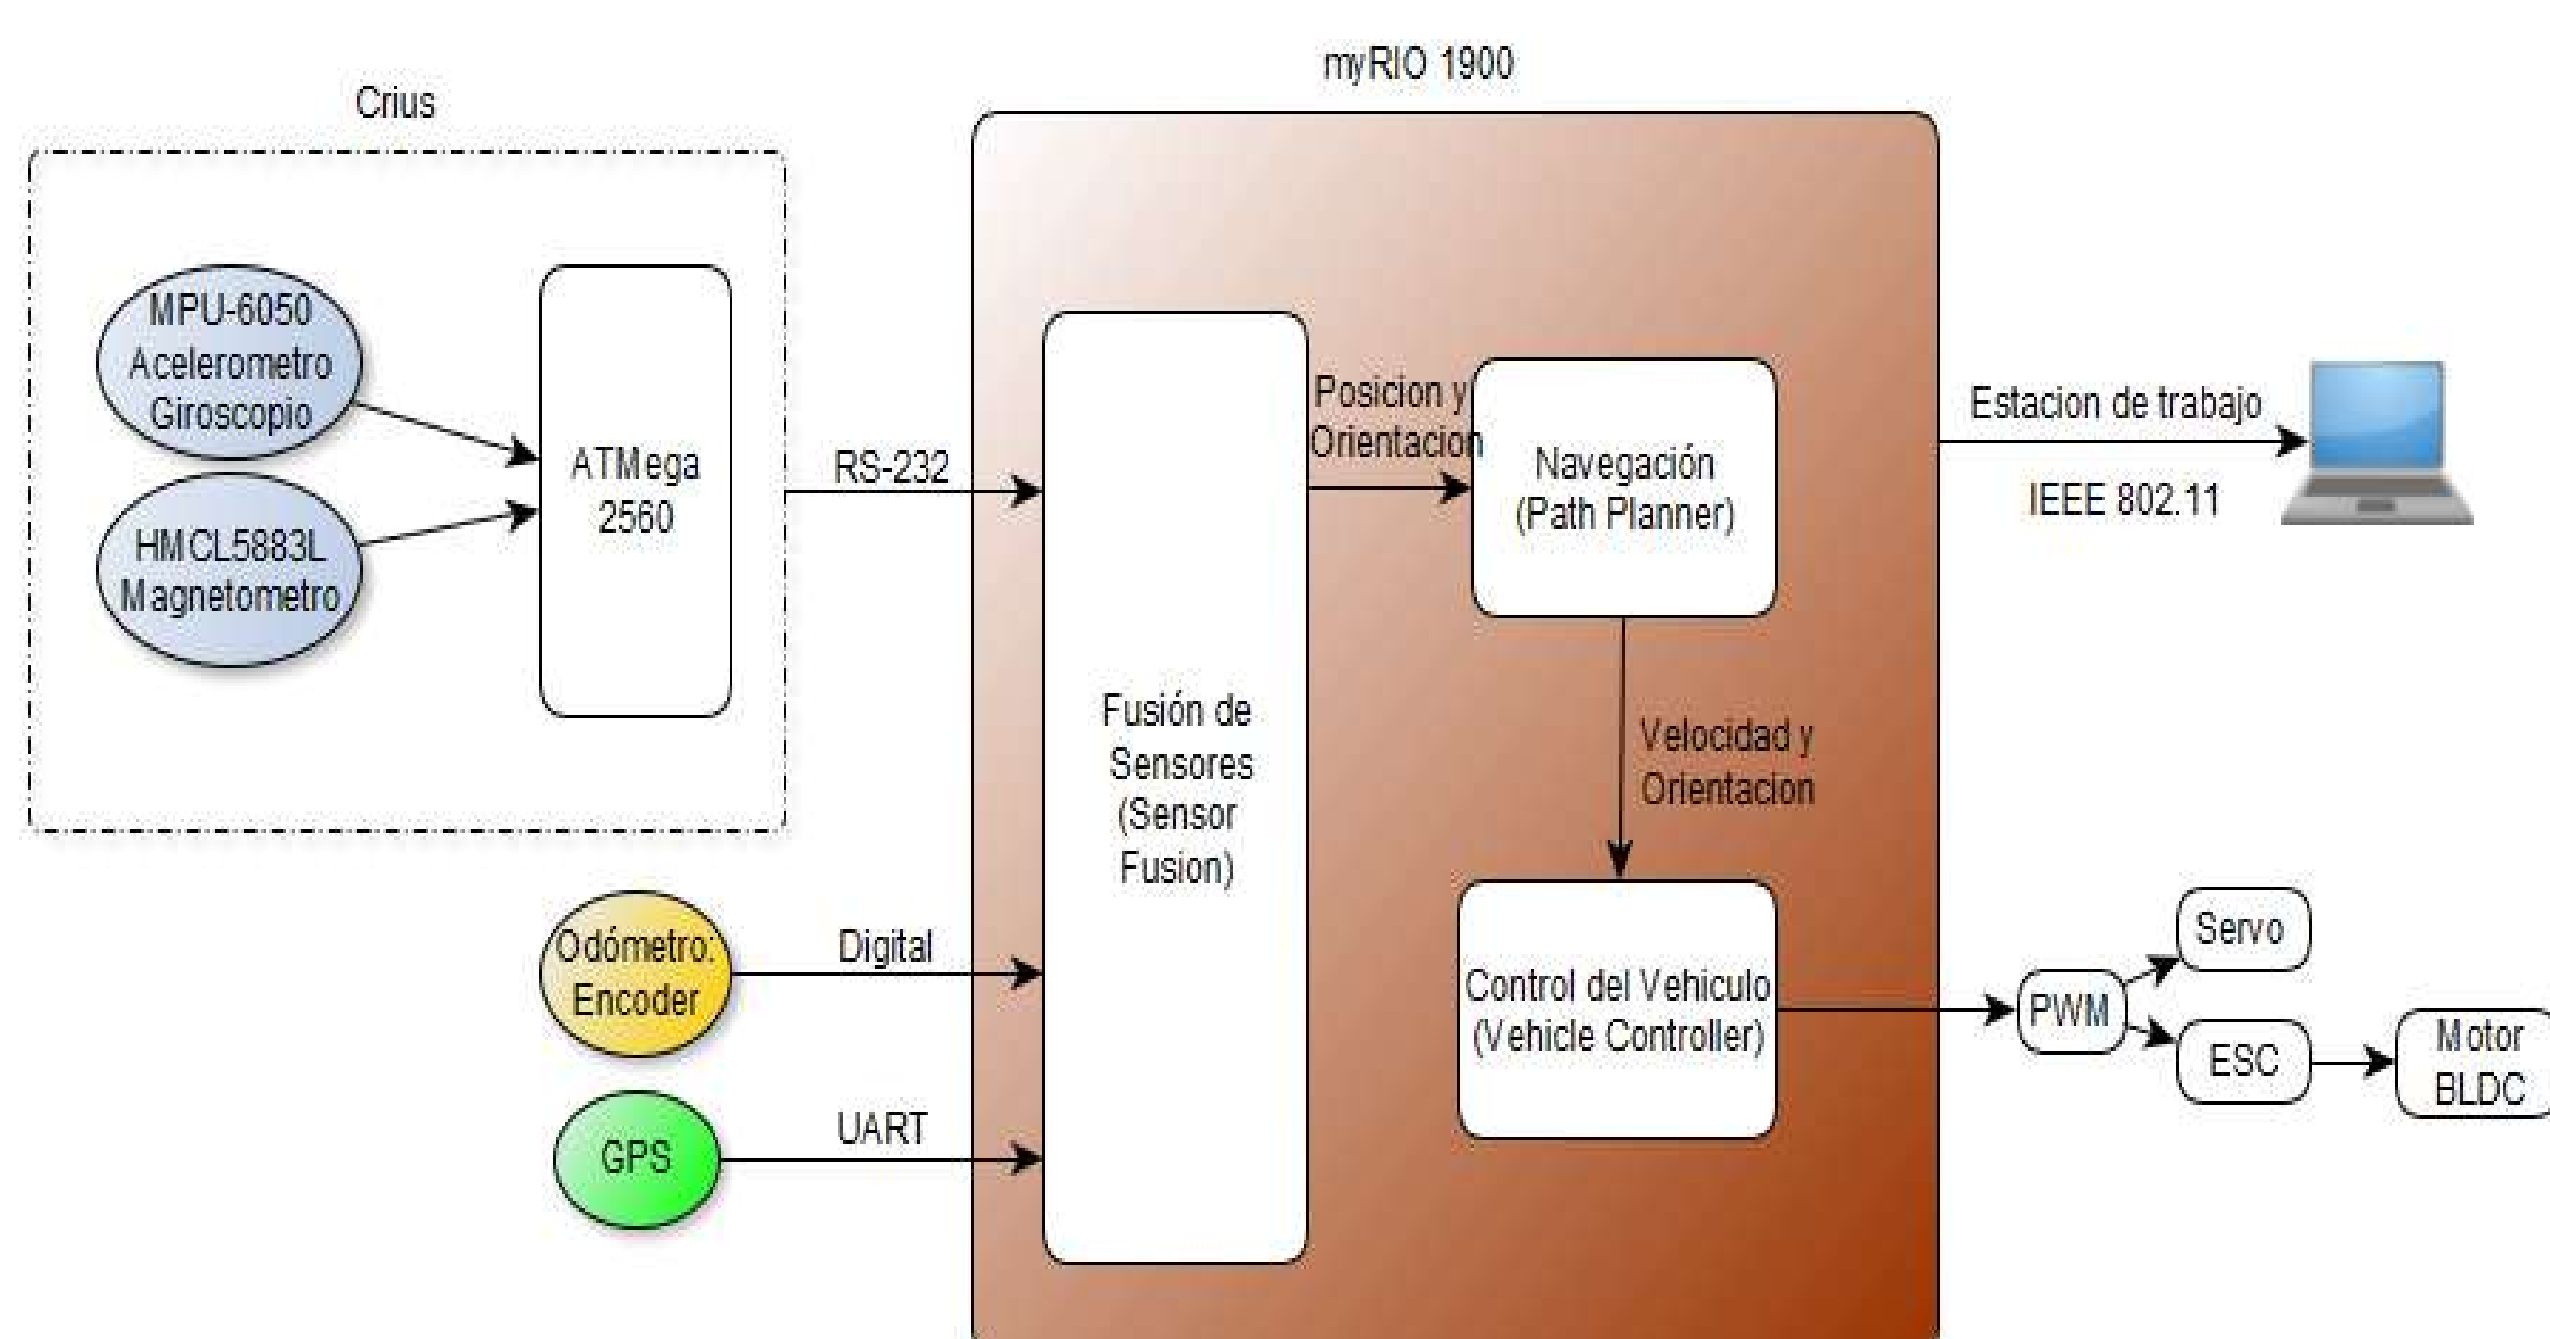 myRIO 1900
Crius
MPU-6050
Acelerometro
Giroscopio
HMCL5883L
Magnetometro
ATMega
2560
RS-232
Odómetro:
Encoder
Digital
GPS
UART
Fusión de
Sensores
(Sensor
Fusion)
Posicion y
Orientacion
Navegación
(Path Planner)
Velocidad y
Orientacion
Control del Vehiculo
(Vehicle Controller)
Estacion de trabajo
IEEE 802.11
PWM
Servo
ESC
Motor
BLDC